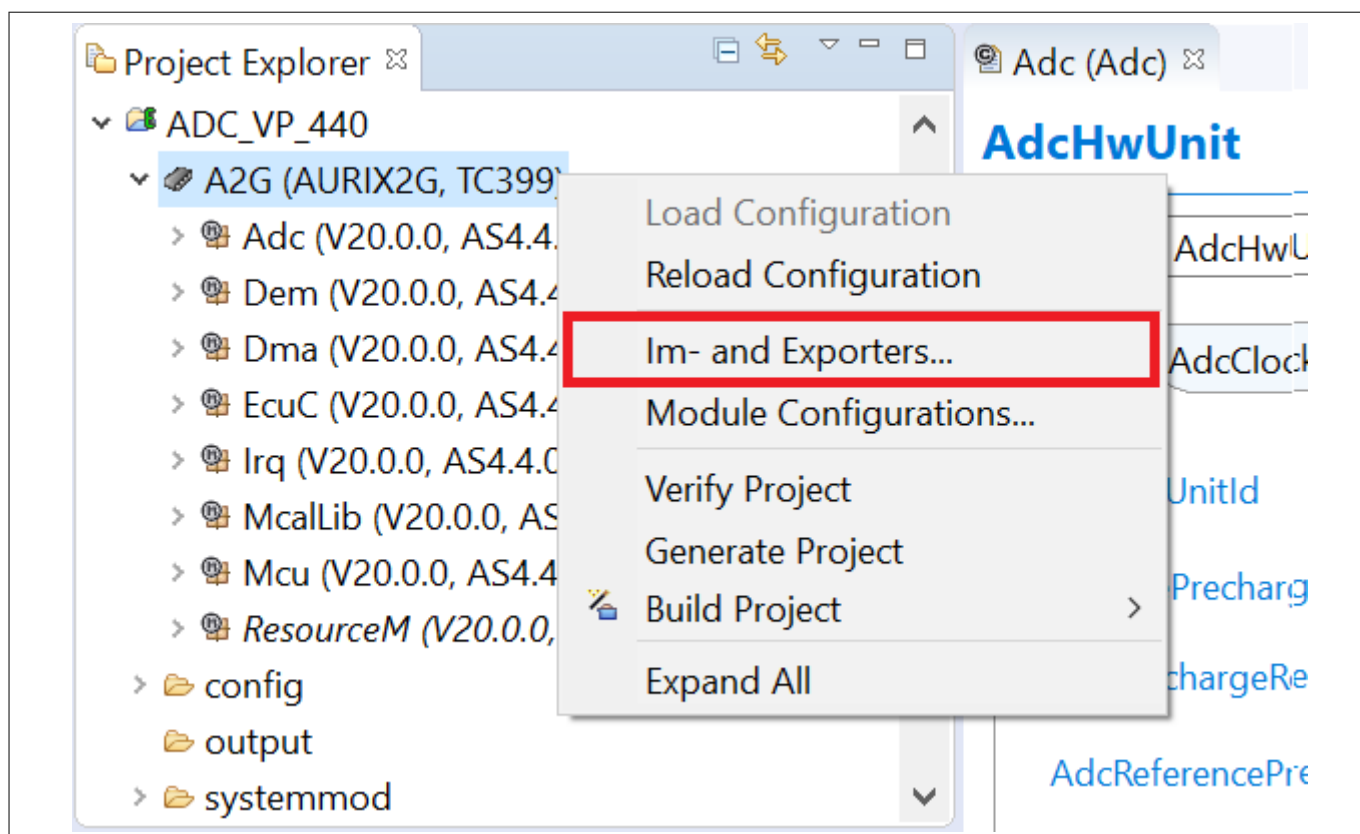 Project Explorer
ADC_VP_440
A2G (AURIX2G, TC399)
Adc (V20.0.0, AS4.4.
Dem (V20.0.0, AS4.4
Dma (V20.0.0, AS4.4
EcuC (V20.0.0, AS4.4
Irq (V20.0.0, AS4.4.0
McalLib (V20.0.0, AS
Mcu (V20.0.0, AS4.4
ResourceM (V20.0.0,
config
output
systemmod
Load Configuration
Reload Configuration
Im- and Exporters...
Module Configurations...
Verify Project
Generate Project
Build Project
Expand All
Adc (Adc)
AdcHwUnit
AdcHwU
AdcClock
UnitId
Precharg
chargeRe
AdcReferencePre